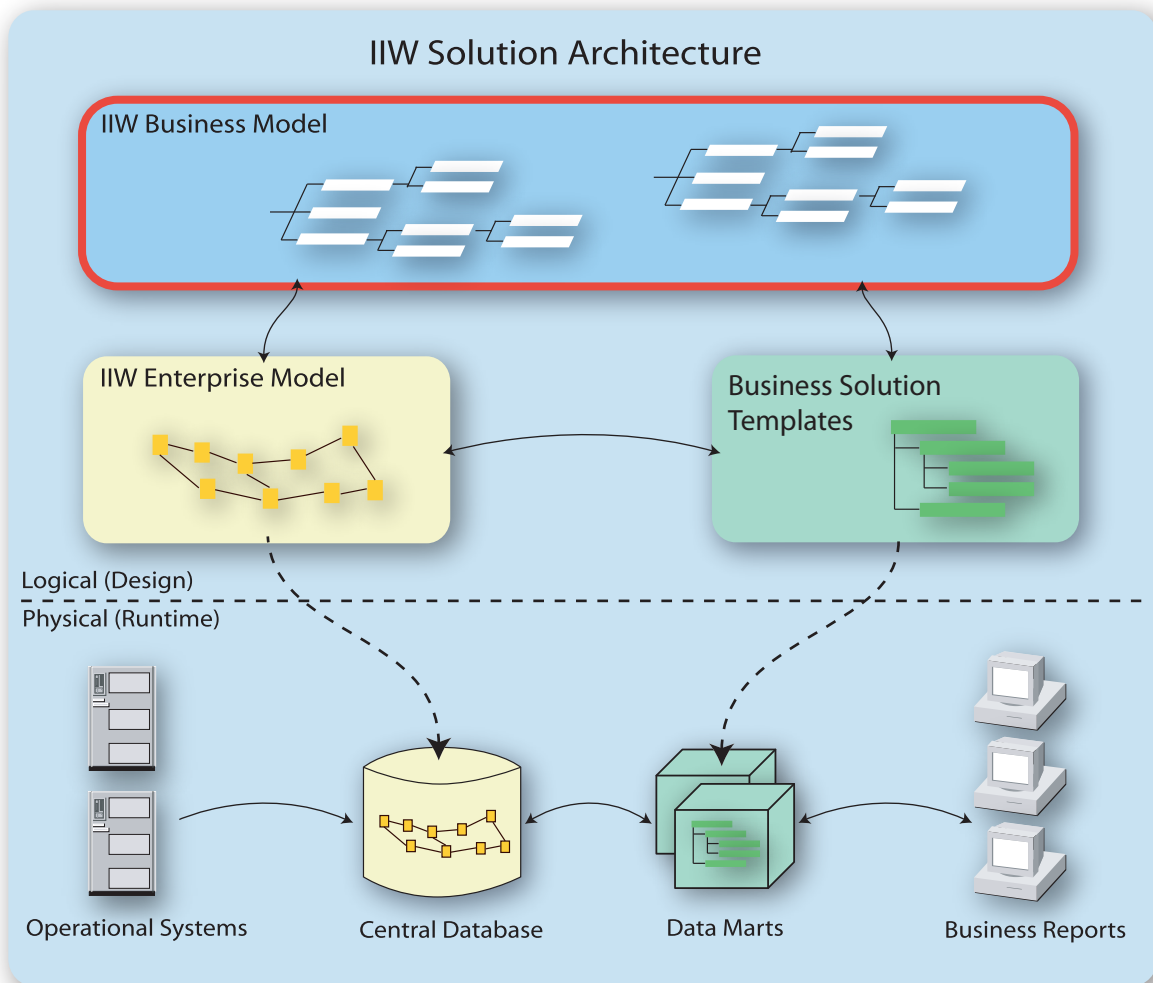 IIW Solution Architecture
IIW Business Model
IIW Enterprise Model
Business Solution
Templates
Logical (Design)
Physical (Runtime)
Operational Systems
Central Database
Data Marts
Business Reports